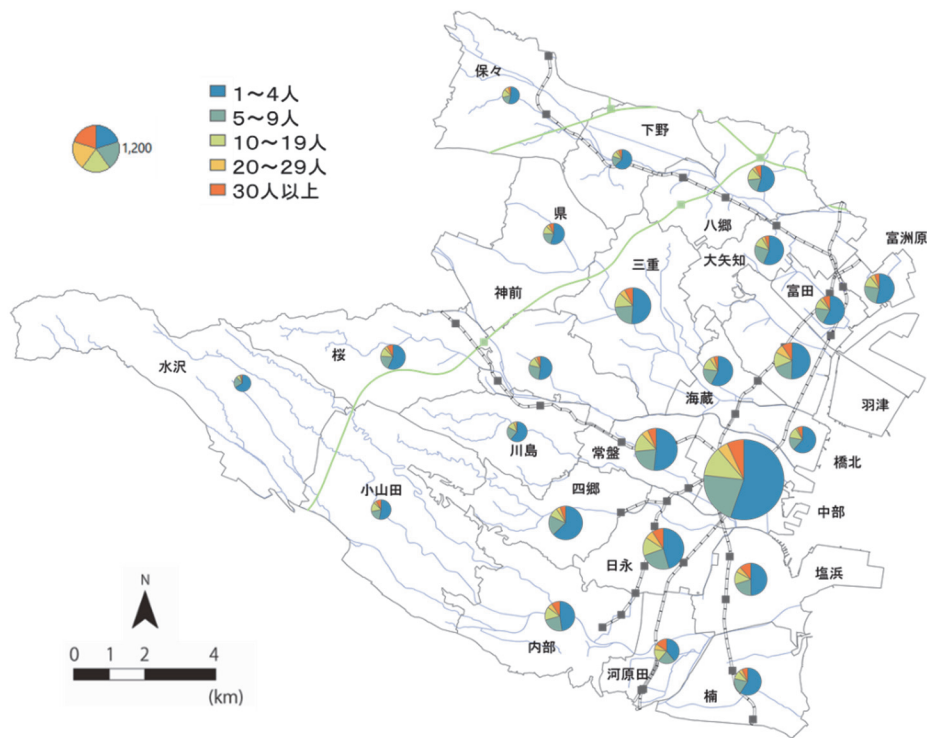 1～4人
5～9人
10～19人
20～29人
30人以上
1,200
保々
下野
県
八郷
大矢知
富洲原
富田
三重
神前
桜
水沢
海蔵
羽津
川島
常盤
橋北
小山田
四郷
中部
日永
塩浜
内部
河原田
楠
N
0 1 2 4
(km)